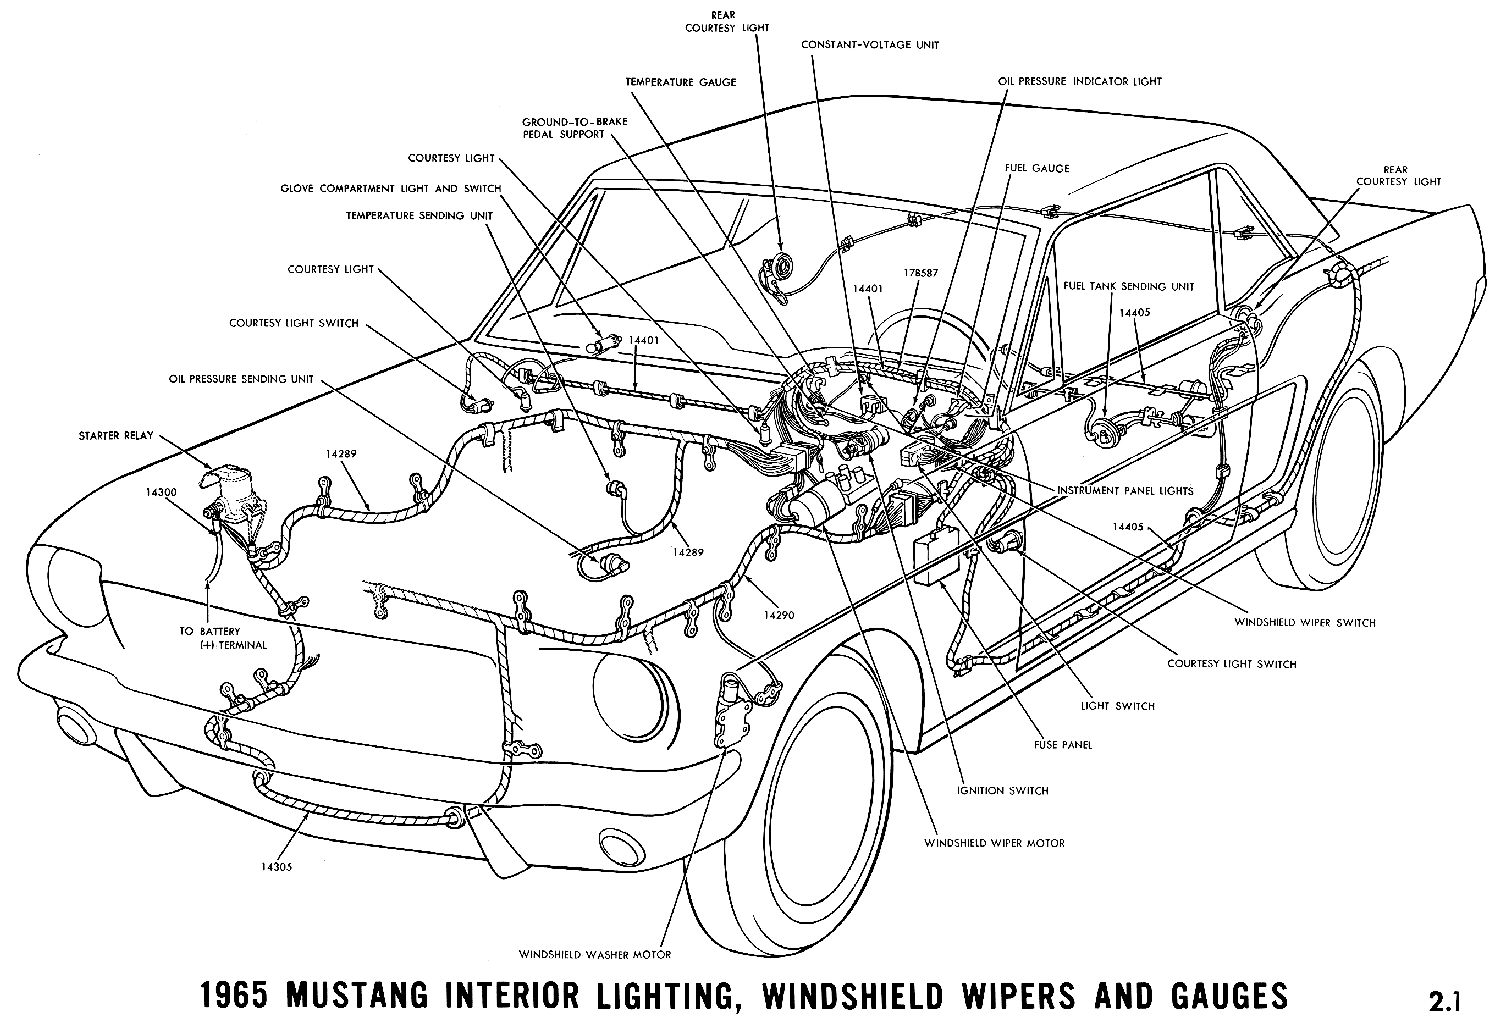 REAR
COURTESY LIGHT
CONSTANT-VOLTAGE UNIT
TEMPERATURE GAUGE
OIL PRESSURE INDICATOR LIGHT
GROUND-TO-BRAKE
PEDAL SUPPORT
COURTESY LIGHT
FUEL GAUGE
REAR
COURTESY LIGHT
GLOVE COMPARTMENT LIGHT AND SWITCH
TEMPERATURE SENDING UNIT
COURTESY LIGHT
17B587
14401
FUEL TANK SENDING UNIT
14405
COURTESY LIGHT SWITCH
14401
OIL PRESSURE SENDING UNIT
STARTER RELAY
14289
14300
INSTRUMENT PANEL LIGHTS
14405
14289
14290
TO BATTERY
(+) TERMINAL
WINDSHIELD WIPER SWITCH
COURTESY LIGHT SWITCH
LIGHT SWITCH
FUSE PANEL
IGNITION SWITCH
WINDSHIELD WIPER MOTOR
14305
WINDSHIELD WASHER MOTOR
1965 MUSTANG INTERIOR LIGHTING, WINDSHIELD WIPERS AND GAUGES
2.1